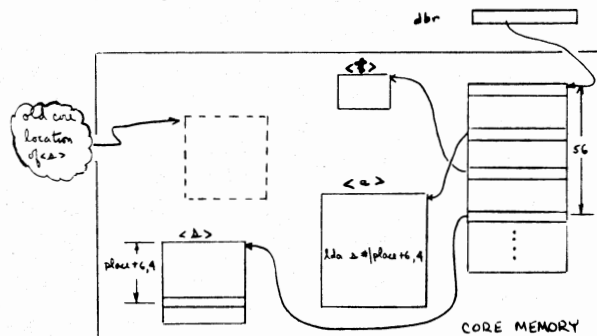 dbr
old core
location
of <s>
<t>
56
<a>
<s>
place+6,4
lda s#|place+6,4
CORE MEMORY